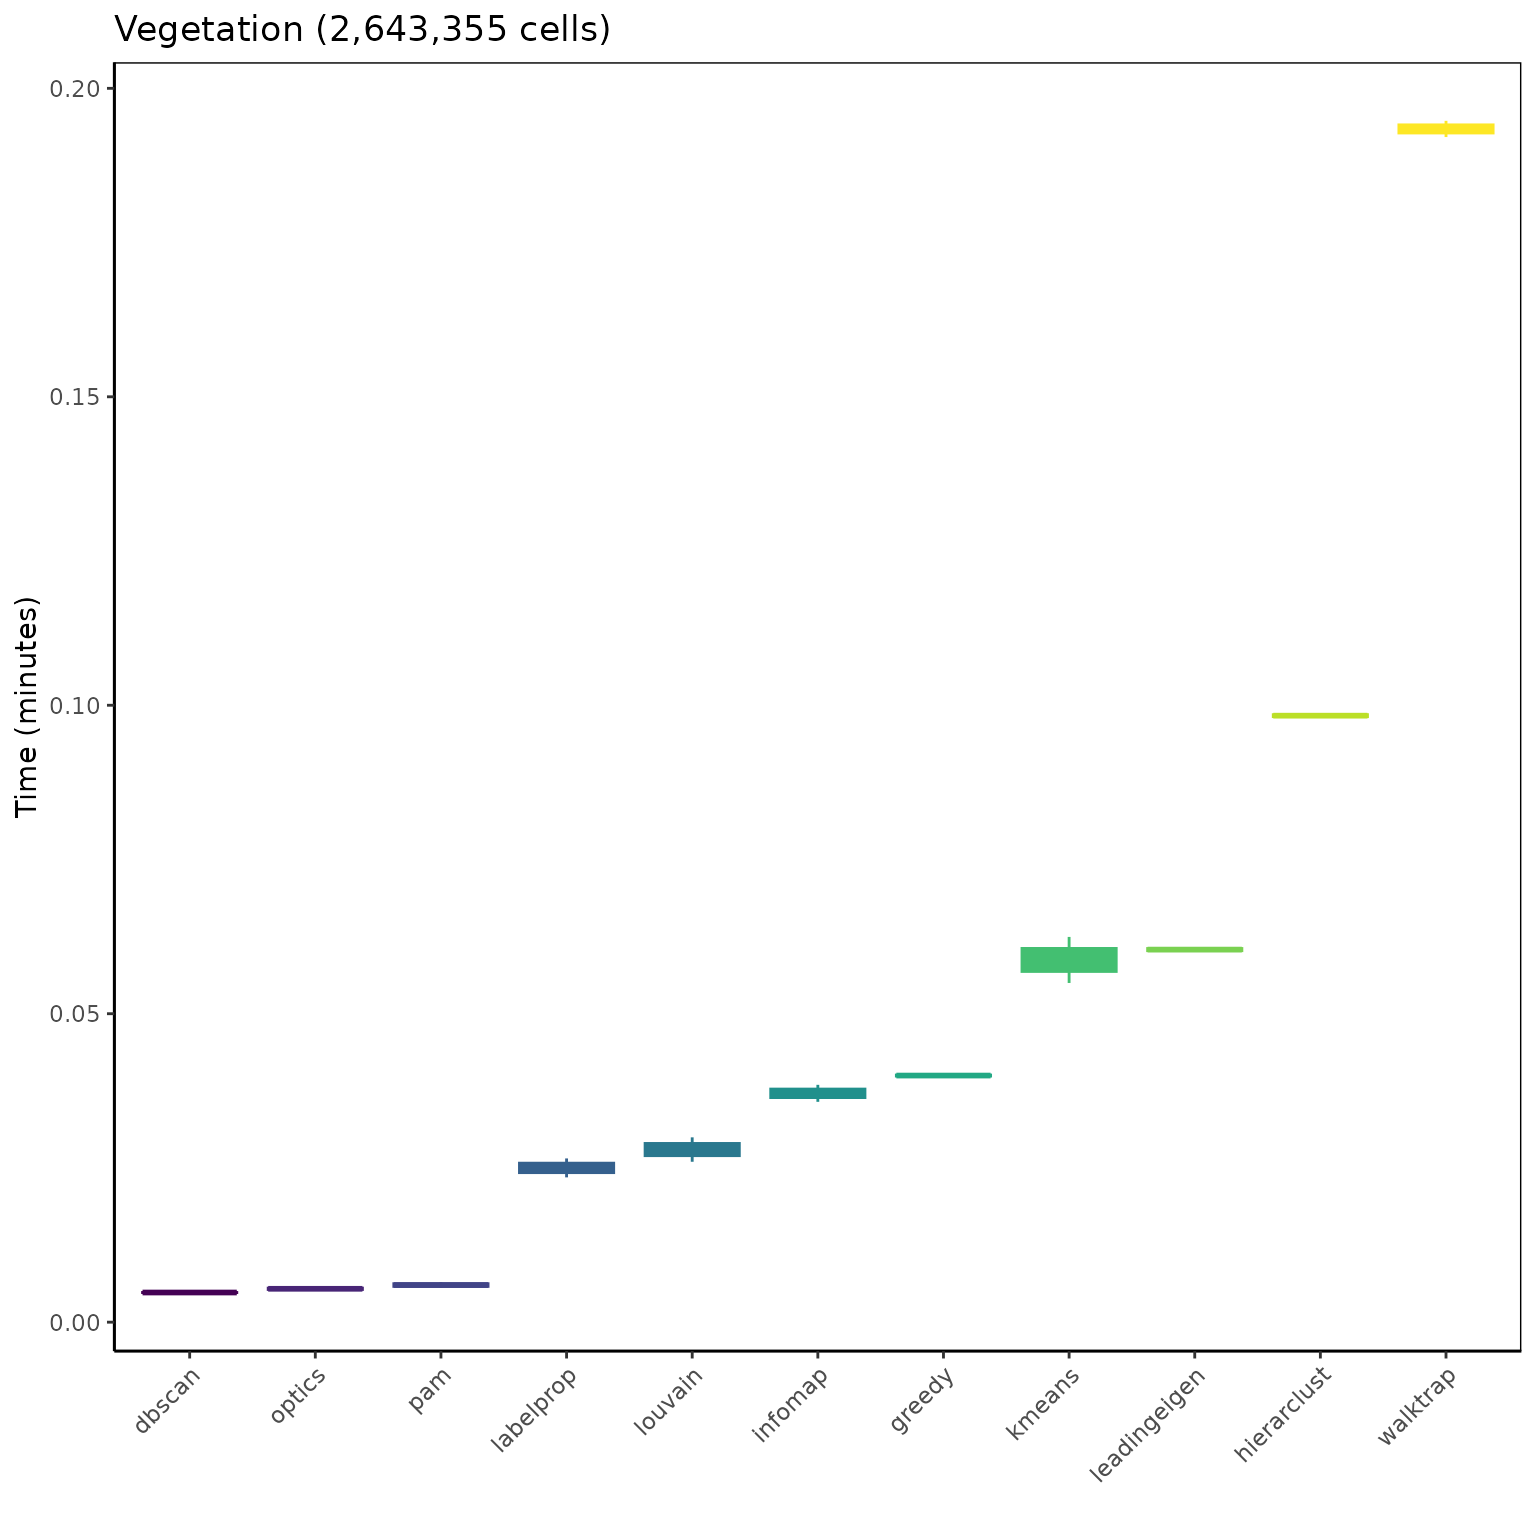 Vegetation (2,643,355 cells)
Time (minutes)
0.20
0.15
0.10
0.05
0.00
dbscan
optics
pam
labelprop
louvain
infomap
greedy
kmeans
leadingeigen
hierarclust
walktrap